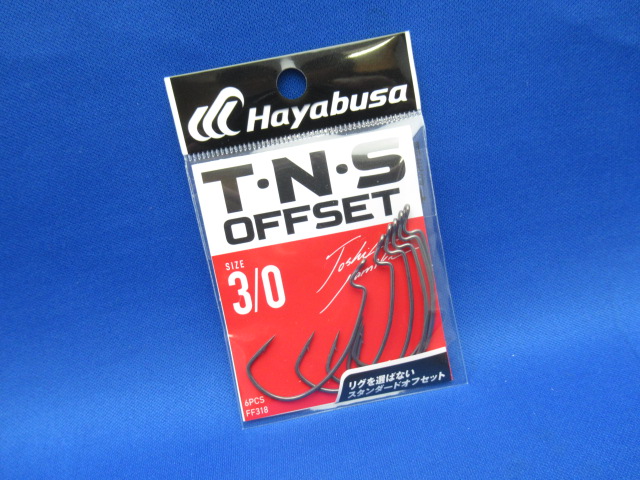 Hayabusa
T·N·S
OFFSET
SIZE
3/0
Toshi
6PCS
FF318
リグを選ばない
スタンダードオフセット